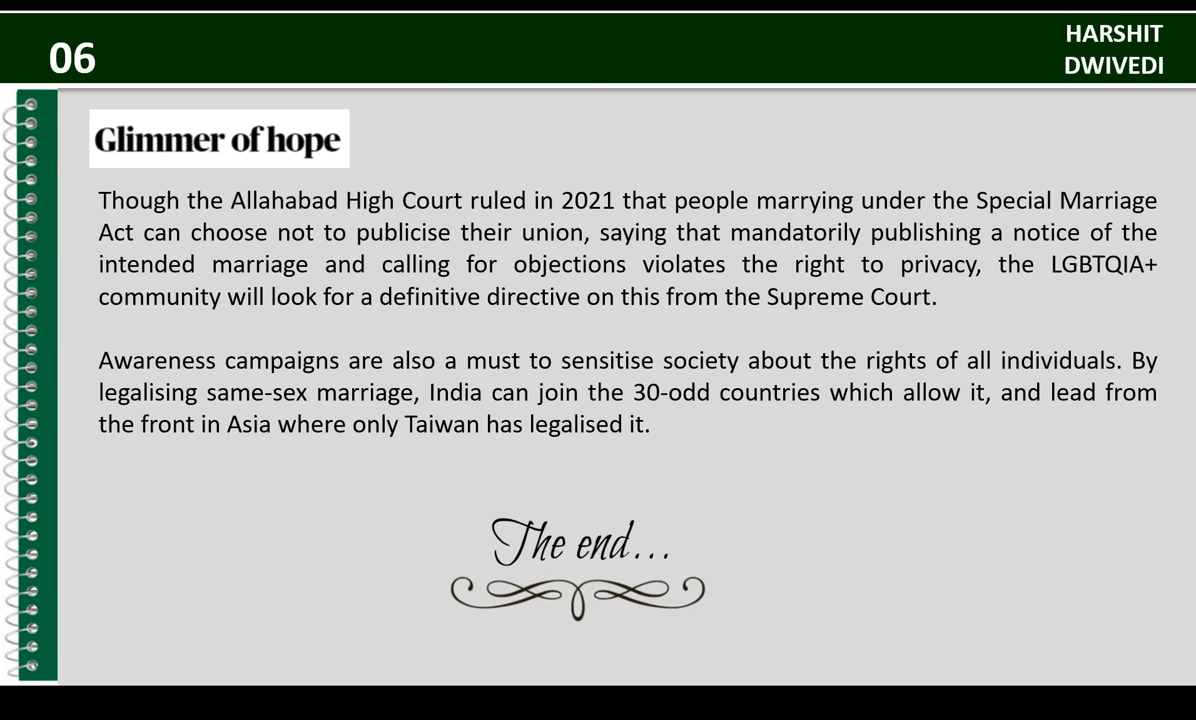 06
HARSHIT
DWIVEDI
Glimmer of hope
Though the Allahabad High Court ruled in 2021 that people marrying under the Special Marriage
Act can choose not to publicise their union, saying that mandatorily publishing a notice of the
intended marriage and calling for objections violates the right to privacy, the LGBTQIA+
community will look for a definitive directive on this from the Supreme Court.
Awareness campaigns are also a must to sensitise society about the rights of all individuals. By
legalising same-sex marriage, India can join the 30-odd countries which allow it, and lead from
the front in Asia where only Taiwan has legalised it.
The end...